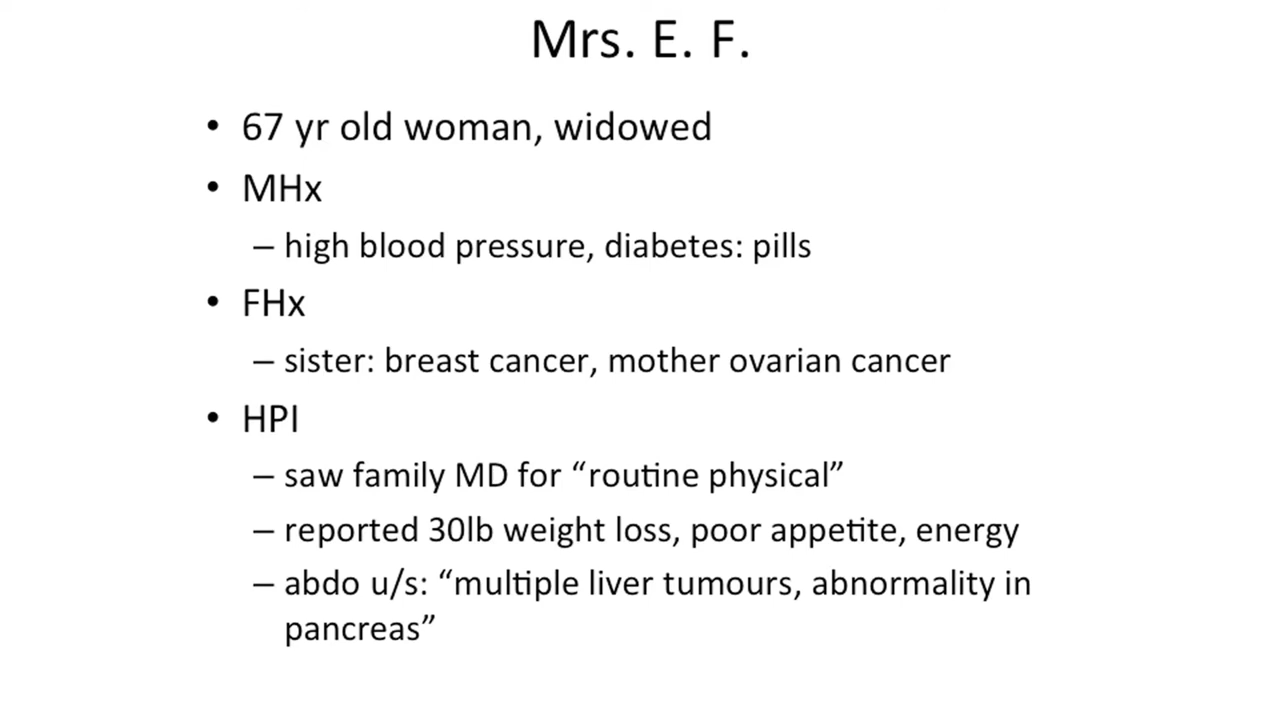 Mrs. E. F.
• 67 yr old woman, widowed
• MHx
– high blood pressure, diabetes: pills
• FHx
– sister: breast cancer, mother ovarian cancer
• HPI
– saw family MD for “routine physical”
– reported 30lb weight loss, poor appetite, energy
– abdo u/s: “multiple liver tumours, abnormality in
pancreas”